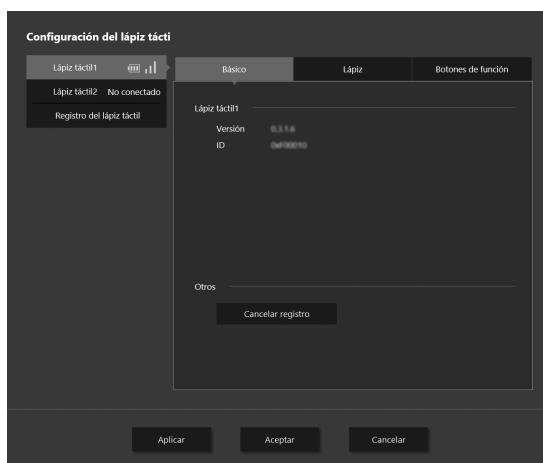 Configuración del lápiz tácti
Lápiz táctil1
Lápiz táctil2 No conectado
Registro del lápiz táctil
Básico Lápiz Botones de función
Lápiz táctil1
Versión 0.3.1.6
ID
Otros
Cancelar registro
Aplicar Aceptar Cancelar